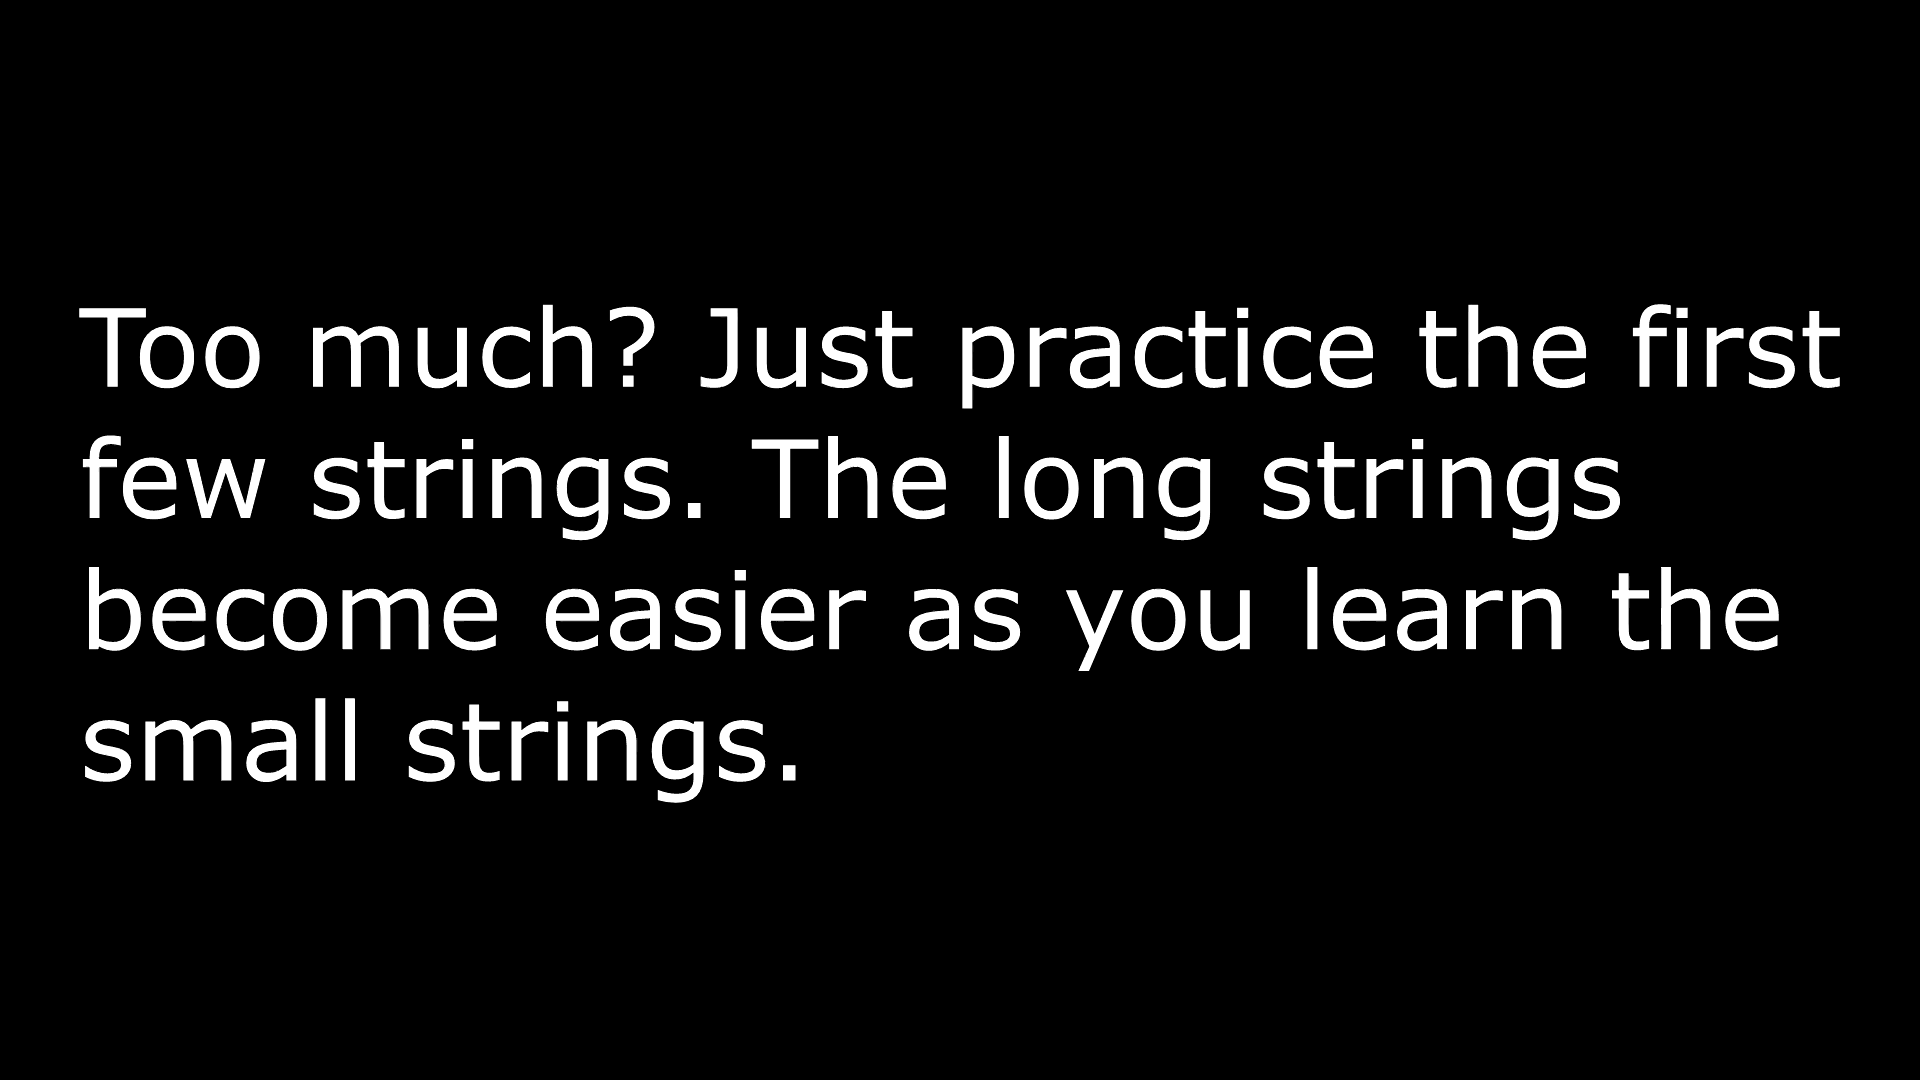 Too much? Just practice the first
few strings. The long strings
become easier as you learn the
small strings.